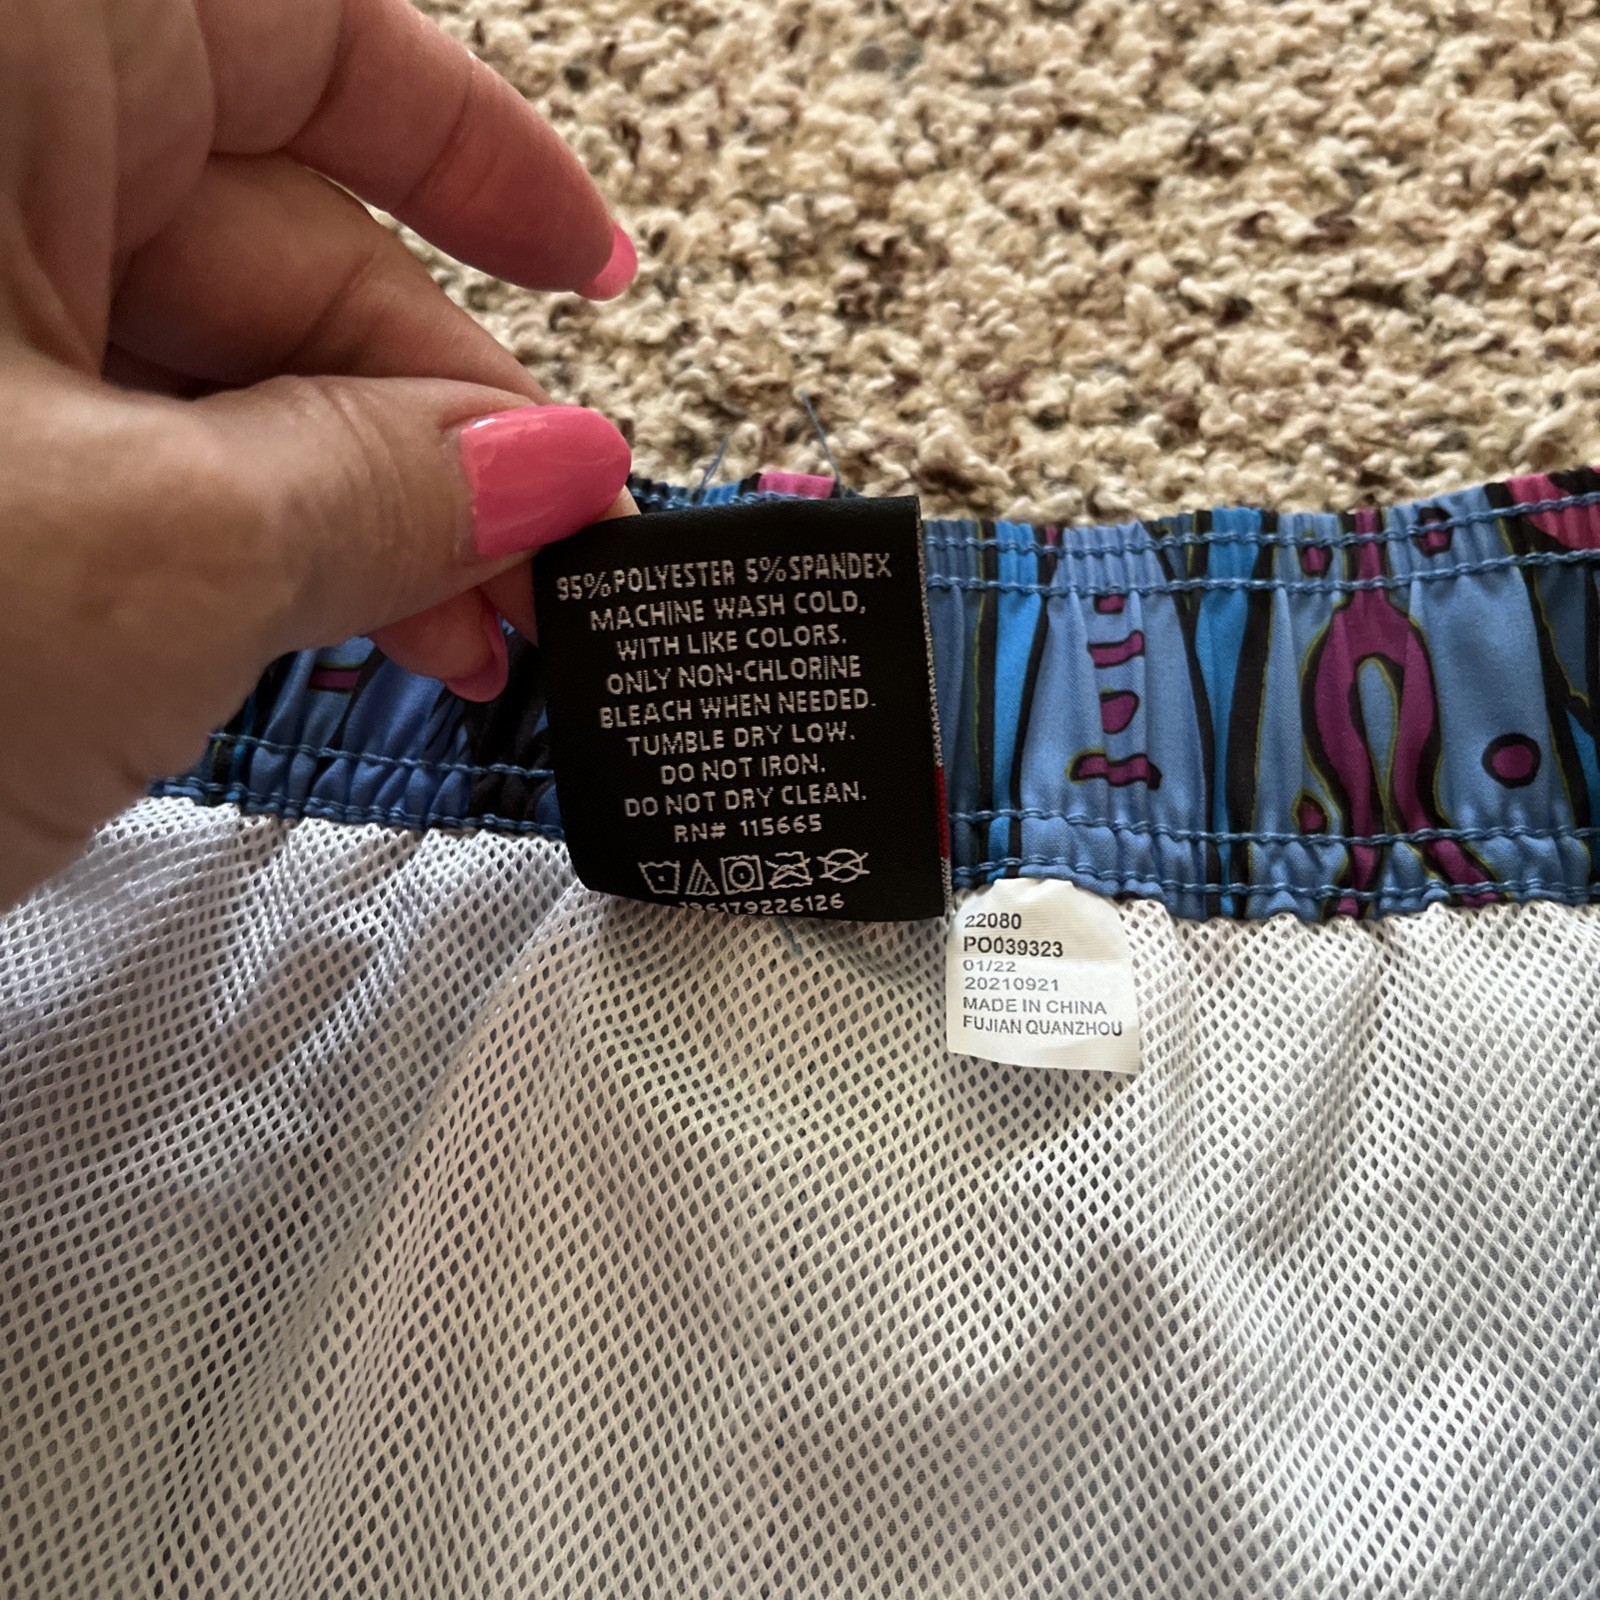 95% POLYESTER 5% SPANDEX
MACHINE WASH COLD,
WITH LIKE COLORS.
ONLY NON-CHLORINE
BLEACH WHEN NEEDED.
TUMBLE DRY LOW.
DO NOT IRON.
DO NOT DRY CLEAN.
RN# 115665
22080
PO039323
01/22
20210921
MADE IN CHINA
FUJIAN QUANZHOU